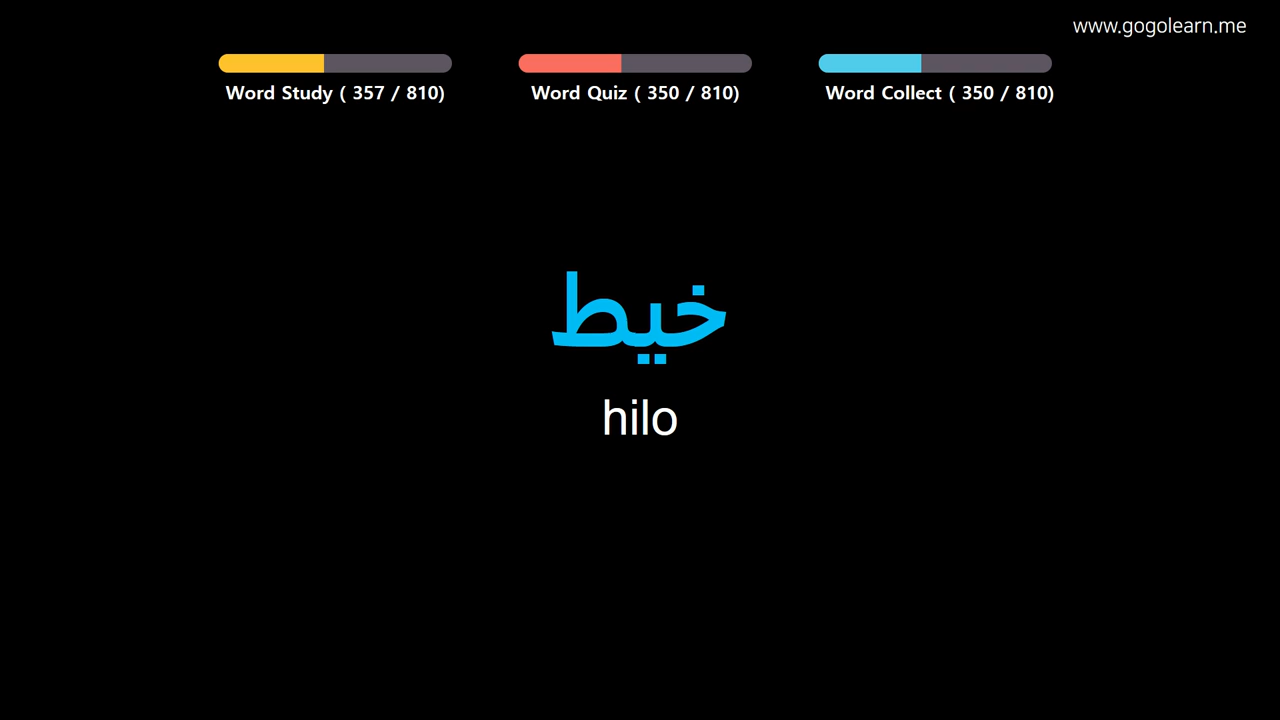 www.gogolearn.me
Word Study ( 357 / 810)
Word Quiz ( 350 / 810)
Word Collect ( 350 / 810)
خيط
hilo